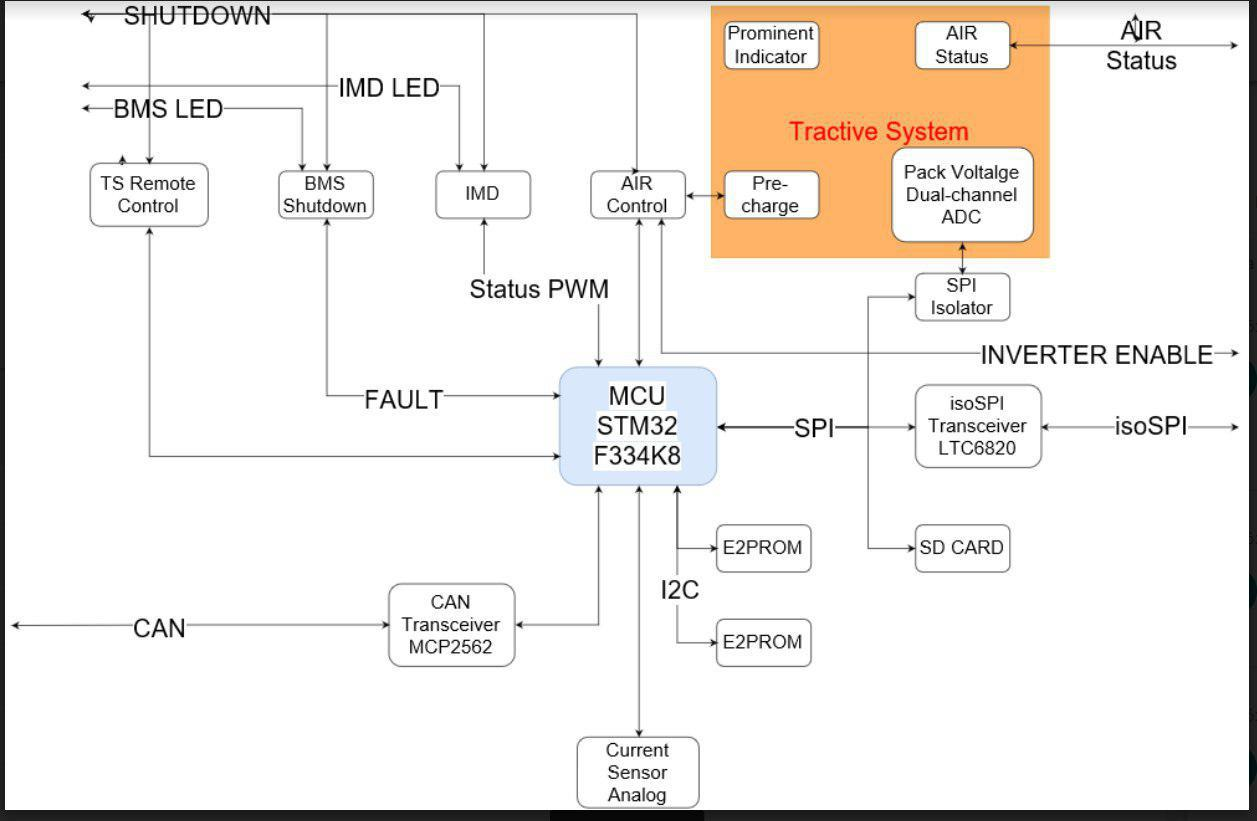 SHUTDOWN
Prominent
Indicator
AIR
Status
AIR
Status
IMD LED
BMS LED
Tractive System
TS Remote
Control
BMS
Shutdown
IMD
AIR
Control
Pre-
charge
Pack Voltalge
Dual-channel
ADC
Status PWM
SPI
Isolator
INVERTER ENABLE
FAULT
MCU
STM32
F334K8
SPI
isoSPI
Transceiver
LTC6820
isoSPI
E2PROM
SD CARD
I2C
CAN
CAN
Transceiver
MCP2562
E2PROM
Current
Sensor
Analog